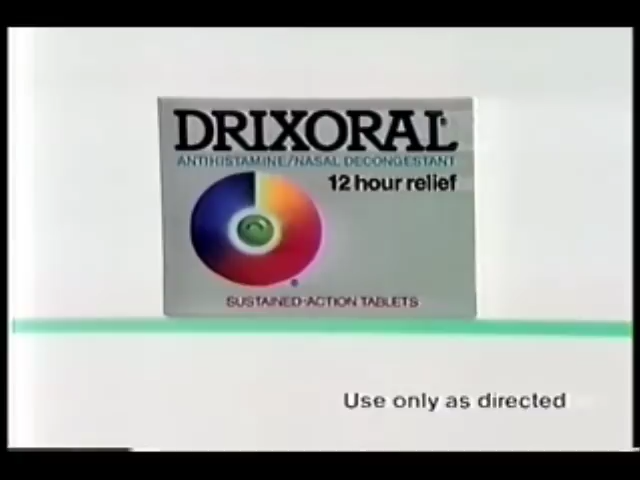 DRIXORAL®
ANTIHISTAMINE/NASAL DECONGESTANT
12 hour relief
®
SUSTAINED-ACTION TABLETS
Use only as directed